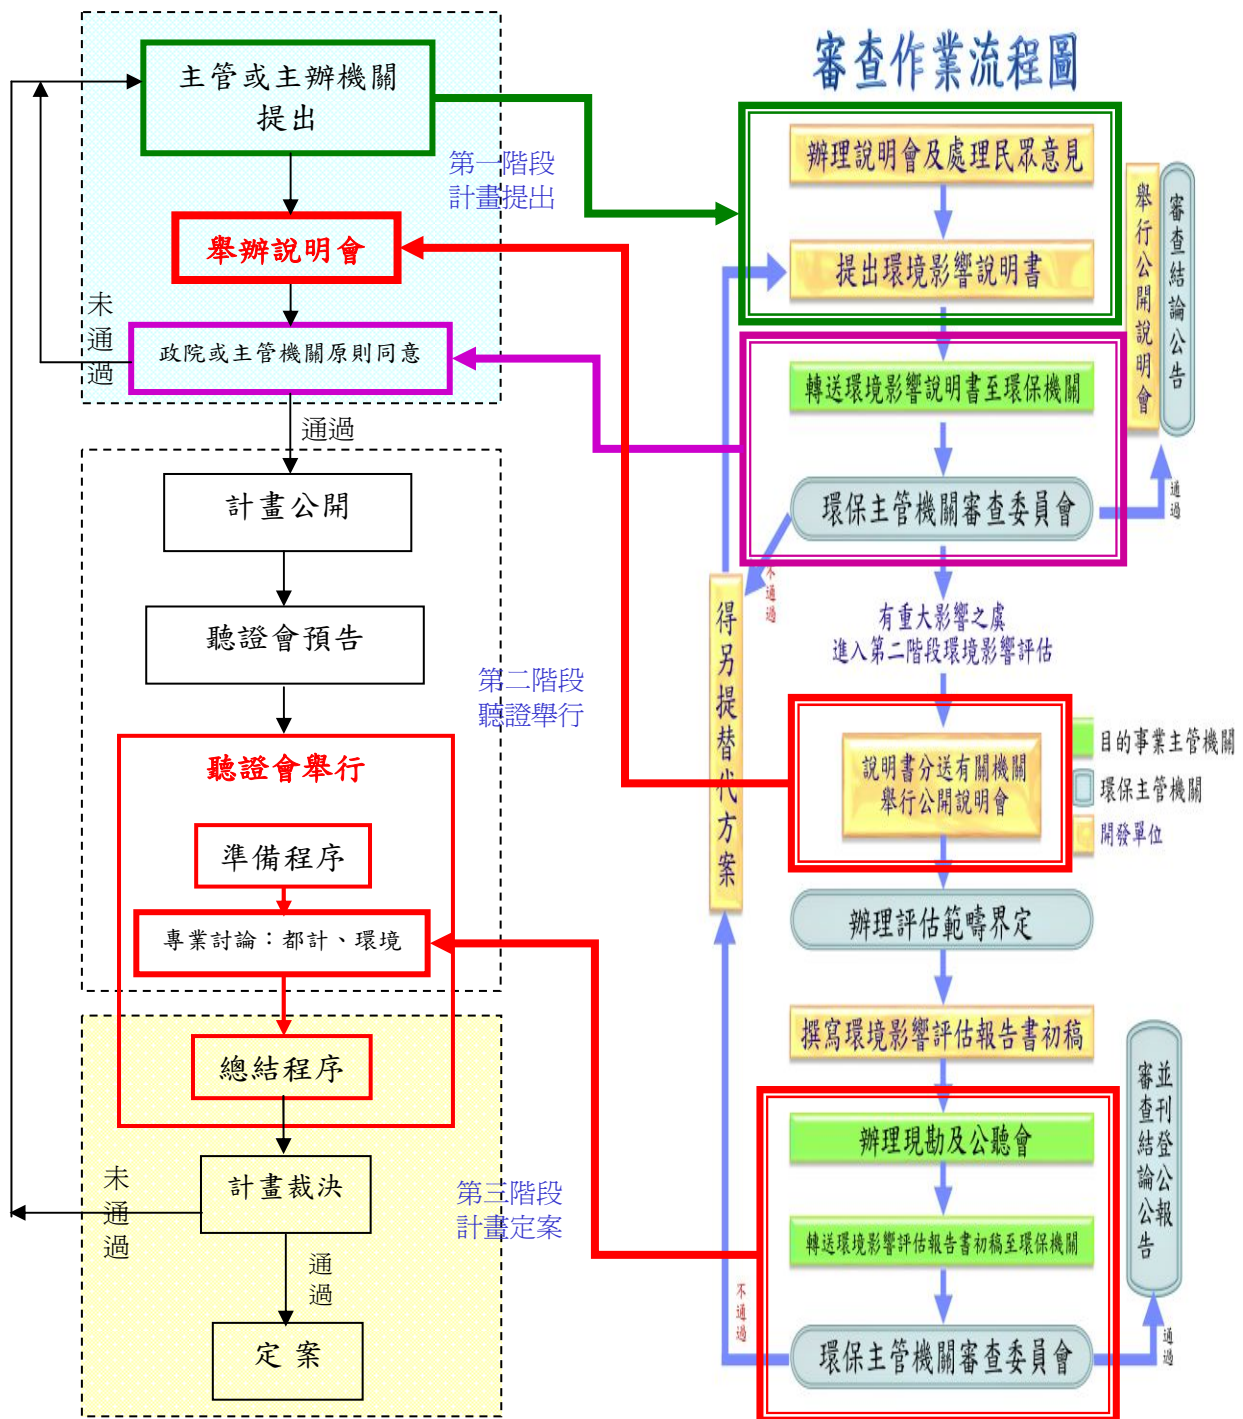 主管或主辦機關
提出
第一階段
計畫提出
舉辦說明會
未通過
政院或主管機關原則同意
通過
計畫公開
聽證會預告
第二階段
聽證舉行
聽證會舉行
準備程序
專業討論：都計、環境
總結程序
未通過
計畫裁決
第三階段
計畫定案
通過
定 案
審查作業流程圖
辦理說明會及處理民眾意見
提出環境影響說明書
舉行公開說明會
審查結論公告
轉送環境影響說明書至環保機關
環保主管機關審查委員會
通過
不通過
得另提替代方案
有重大影響之虞
進入第二階段環境影響評估
說明書分送有關機關
舉行公開說明會
目的事業主管機關
環保主管機關
開發單位
辦理評估範疇界定
撰寫環境影響評估報告書初稿
辦理現勘及公聽會
轉送環境影響評估報告書初稿至環保機關
環保主管機關審查委員會
不通過
通過
審查結論公告
並刊登公報